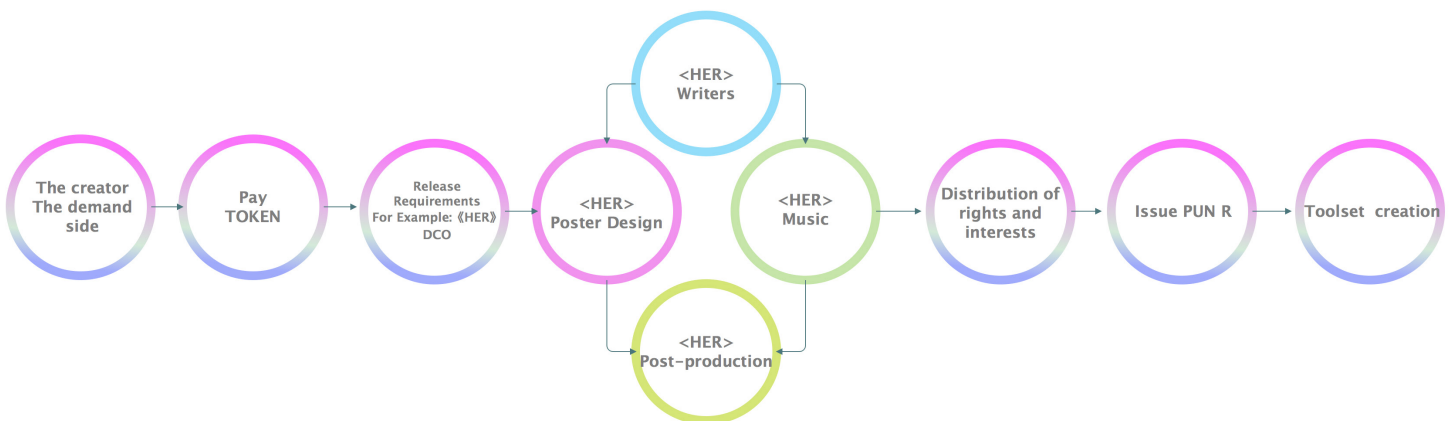 The creator
The demand
side
Pay
TOKEN
Release
Requirements
For Example:《HER》
DCO
<HER>
Writers
<HER>
Poster Design
<HER>
Music
<HER>
Post-production
Distribution of
rights and
interests
Issue PUN R
Toolset creation